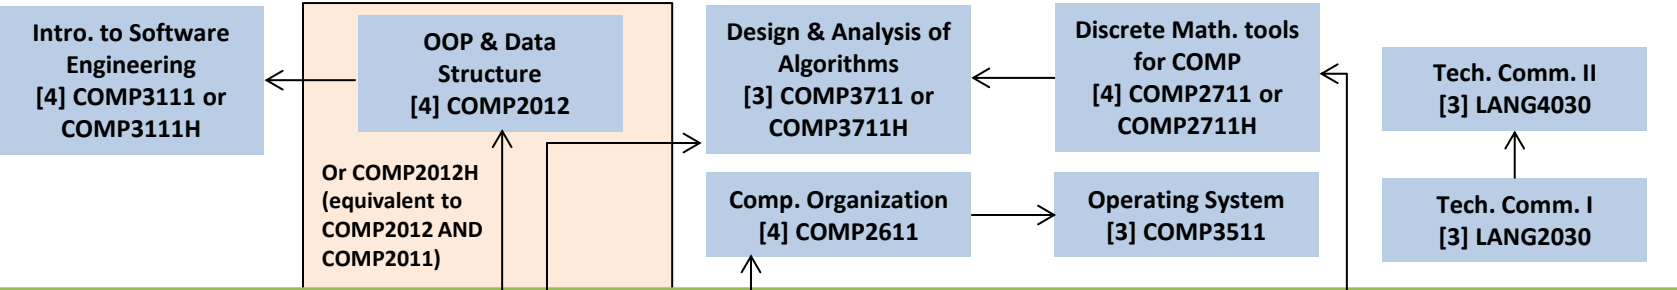 Intro. to Software
Engineering
[4] COMP3111 or
COMP3111H
OOP & Data
Structure
[4] COMP2012
Or COMP2012H
(equivalent to
COMP2012 AND
COMP2011)
Design & Analysis of
Algorithms
[3] COMP3711 or
COMP3711H
Discrete Math. tools
for COMP
[4] COMP2711 or
COMP2711H
Tech. Comm. II
[3] LANG4030
Comp. Organization
[4] COMP2611
Operating System
[3] COMP3511
Tech. Comm. I
[3] LANG2030